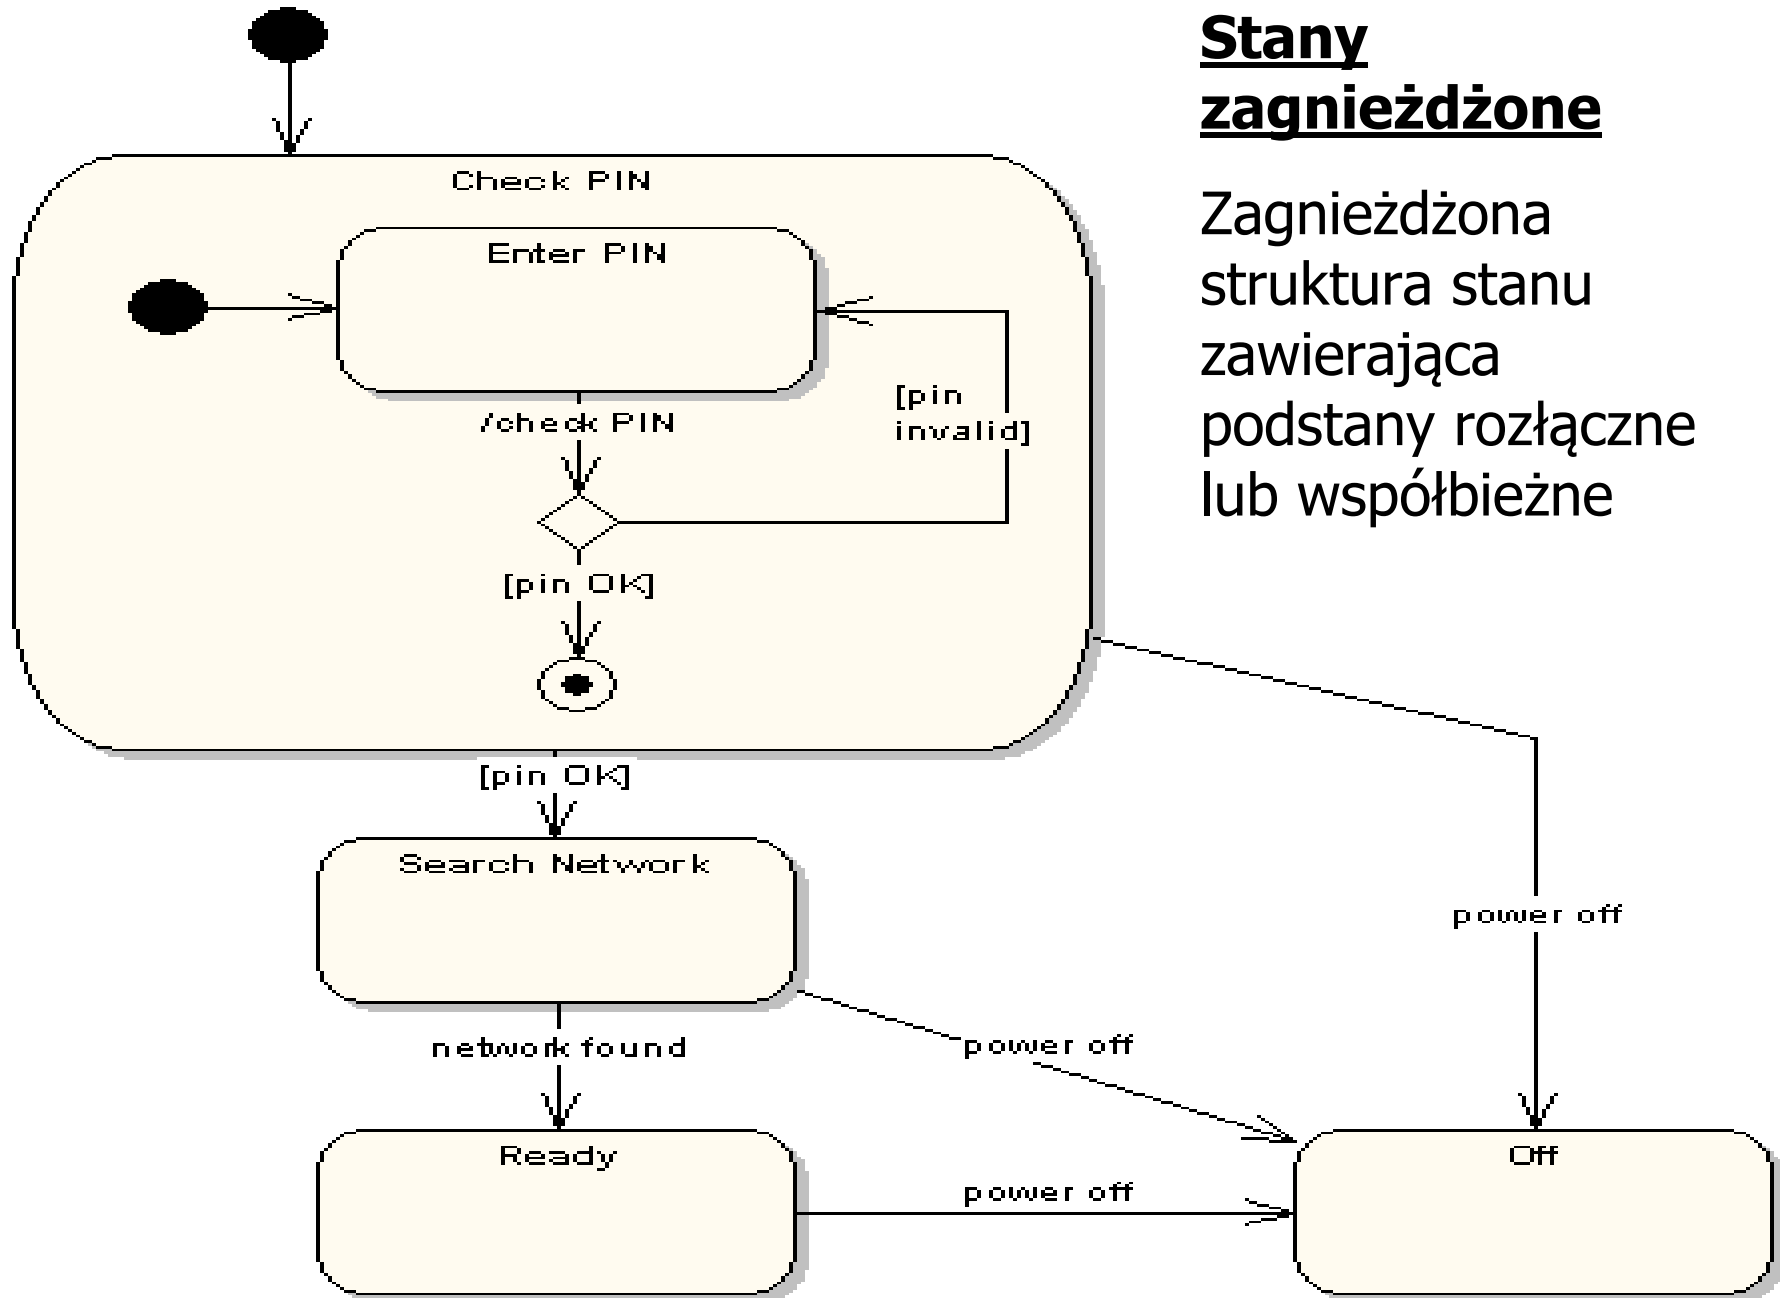 Stany
zagnieżdżone
Zagnieżdżona
struktura stanu
zawierająca
podstany rozłączne
lub współbieżne
Check PIN
Enter PIN
[pin
invalid]
/check PIN
[pin OK]
[pin OK]
Search Network
power off
network found
power off
Ready
Off
power off